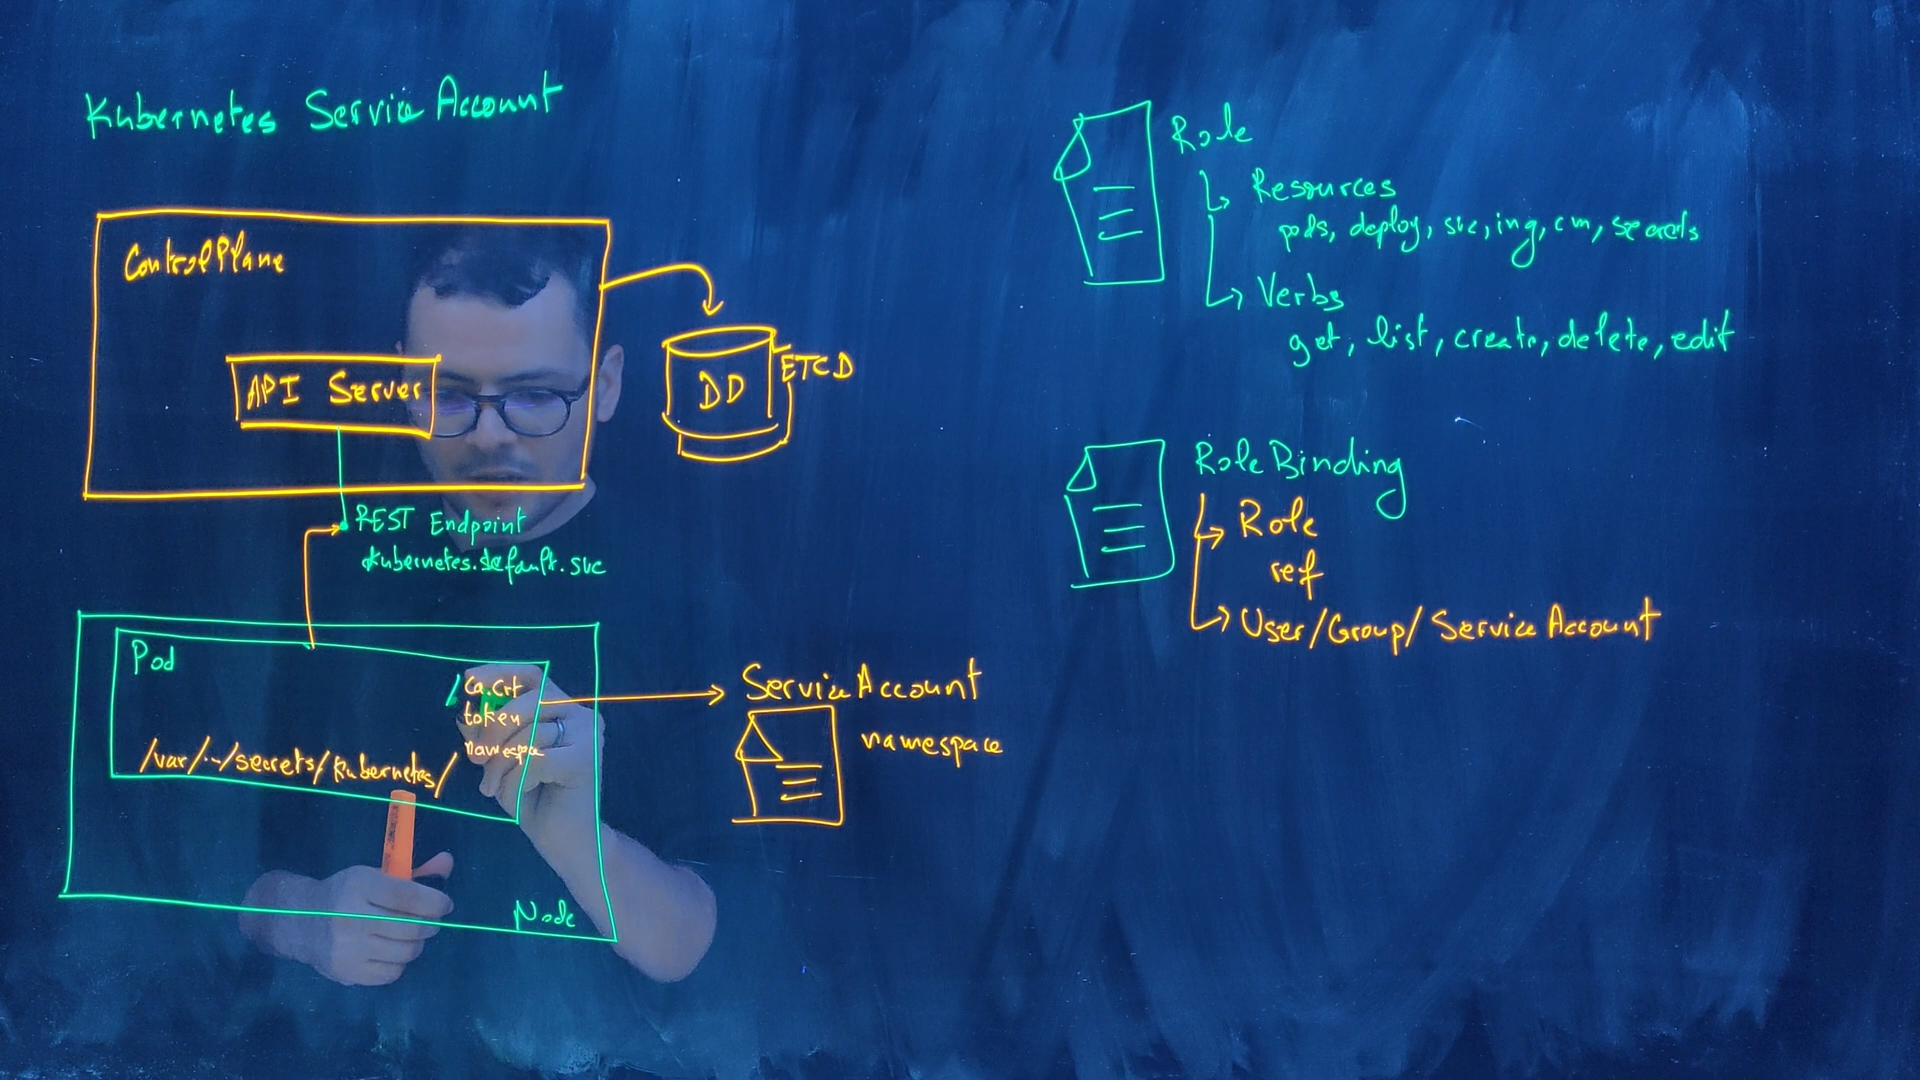 Kubernetes Service Account
Control Plane
API Server
DD
ETCD
REST Endpoint
kubernetes.default.svc
Pod
/var/../secrets/kubernetes/
ca.crt
token
namespace
Node
Service Account
namespace
Role
Resources
pods, deploy, svc, ing, cm, secrets
Verbs
get, list, create, delete, edit
Role Binding
Role
ref
User/Group/Service Account